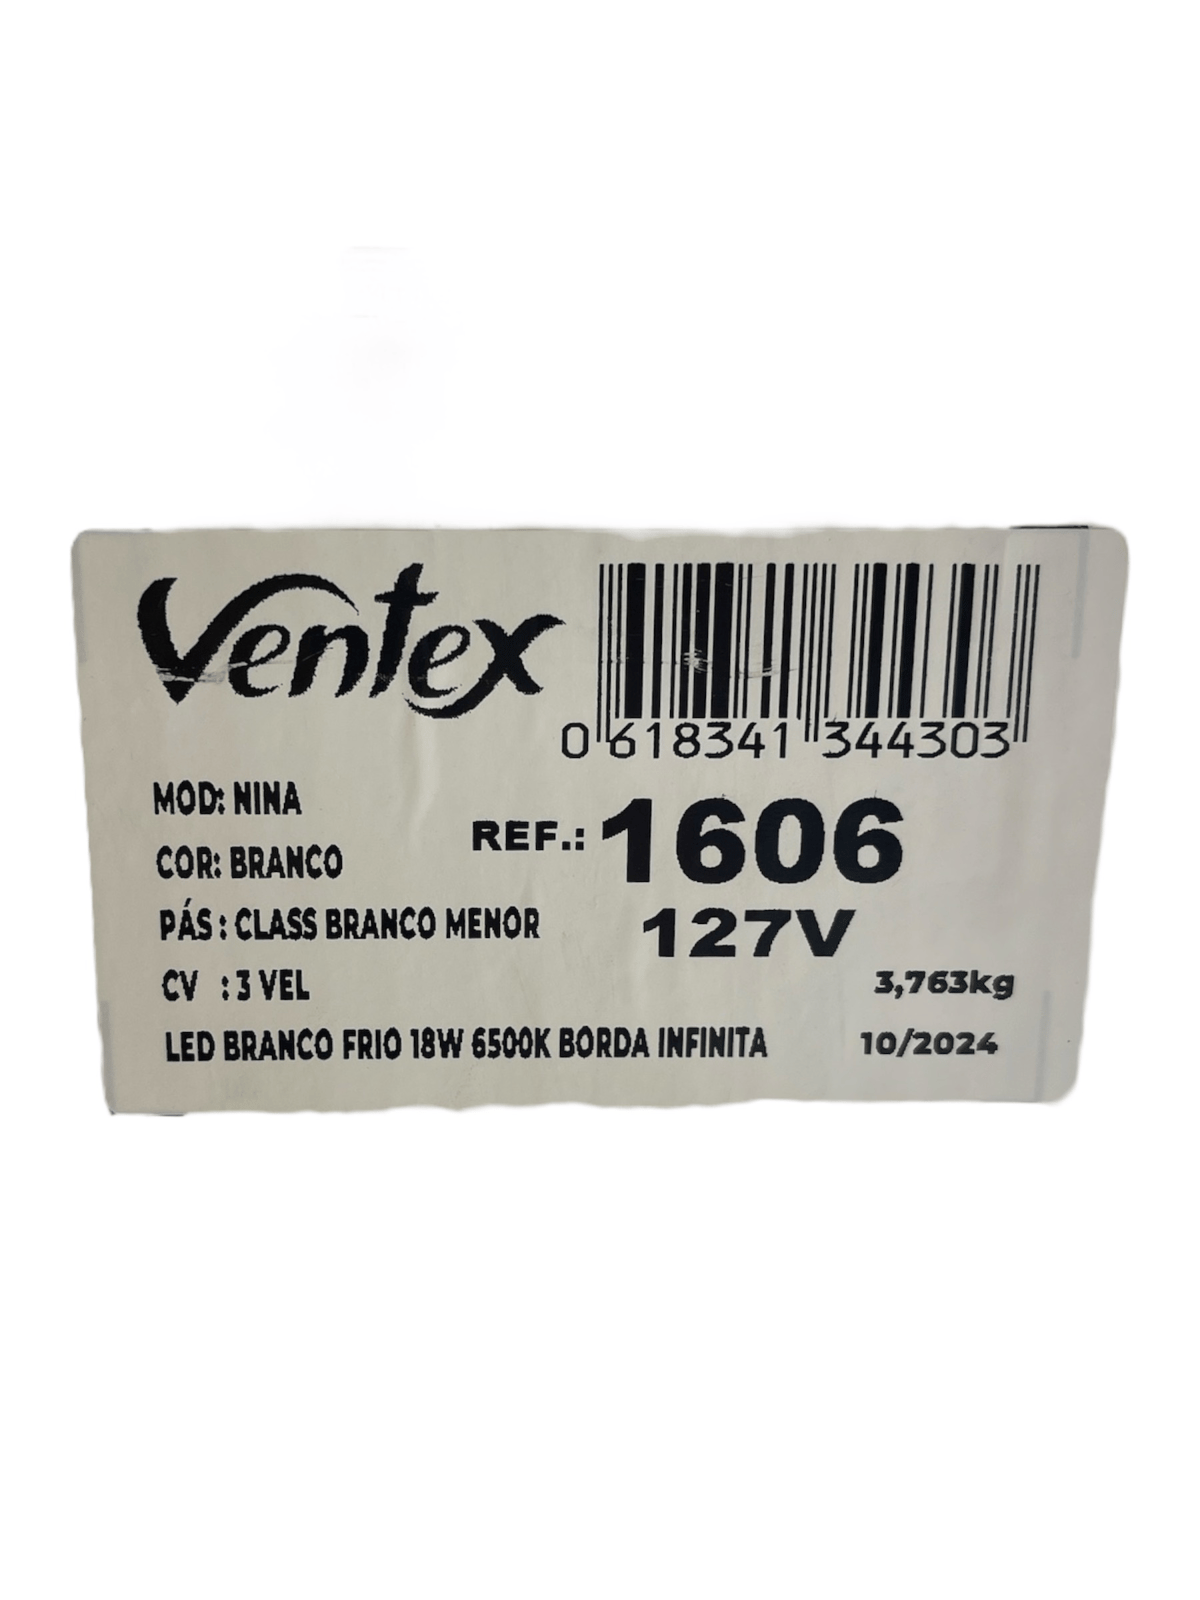 Ventex
0 618341 344303
MOD: NINA
REF.: 1606
COR: BRANCO
PÁS : CLASS BRANCO MENOR
127V
CV : 3 VEL
3,763kg
LED BRANCO FRIO 18W 6500K BORDA INFINITA
10/2024